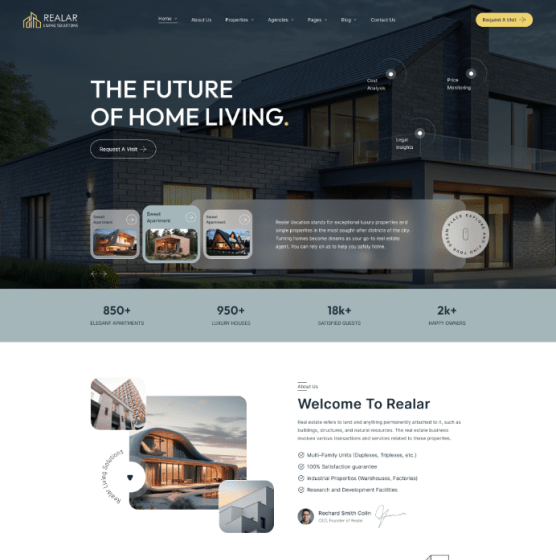 REALAR
LIVING SOLUTIONS
Home
About Us
Properties
Agencies
Pages
Blog
Contact Us
Request A Visit
THE FUTURE
OF HOME LIVING.
Request A Visit
Cost
Analysis
Price
Monitoring
Legal
Insights
Sweet
Apartment
Sweet
Apartment
Sweet
Apartment
Realar Vacation stands for exceptional luxury properties and
single properties in the most sought-after districts of the city.
Turning homes become dreams as your go-to real estate
agent. You can rely on us to help you safely home.
850+
ELEGANT APARTMENTS
950+
LUXURY HOUSES
18k+
SATISFIED GUESTS
2k+
HAPPY OWNERS
Realar Living Solutions
About Us
Welcome To Realar
Real estate refers to land and anything permanently attached to it, such as
buildings, structures, and natural resources. The real estate business
involves various transactions and services related to these properties.
Multi-Family Units (Duplexes, Triplexes, etc.)
100% Satisfactive guarantee
Industrial Properties (Warehouses, Factories)
Research and Development Facilities
Rechard Smith Colin
CEO, Founder of Realar